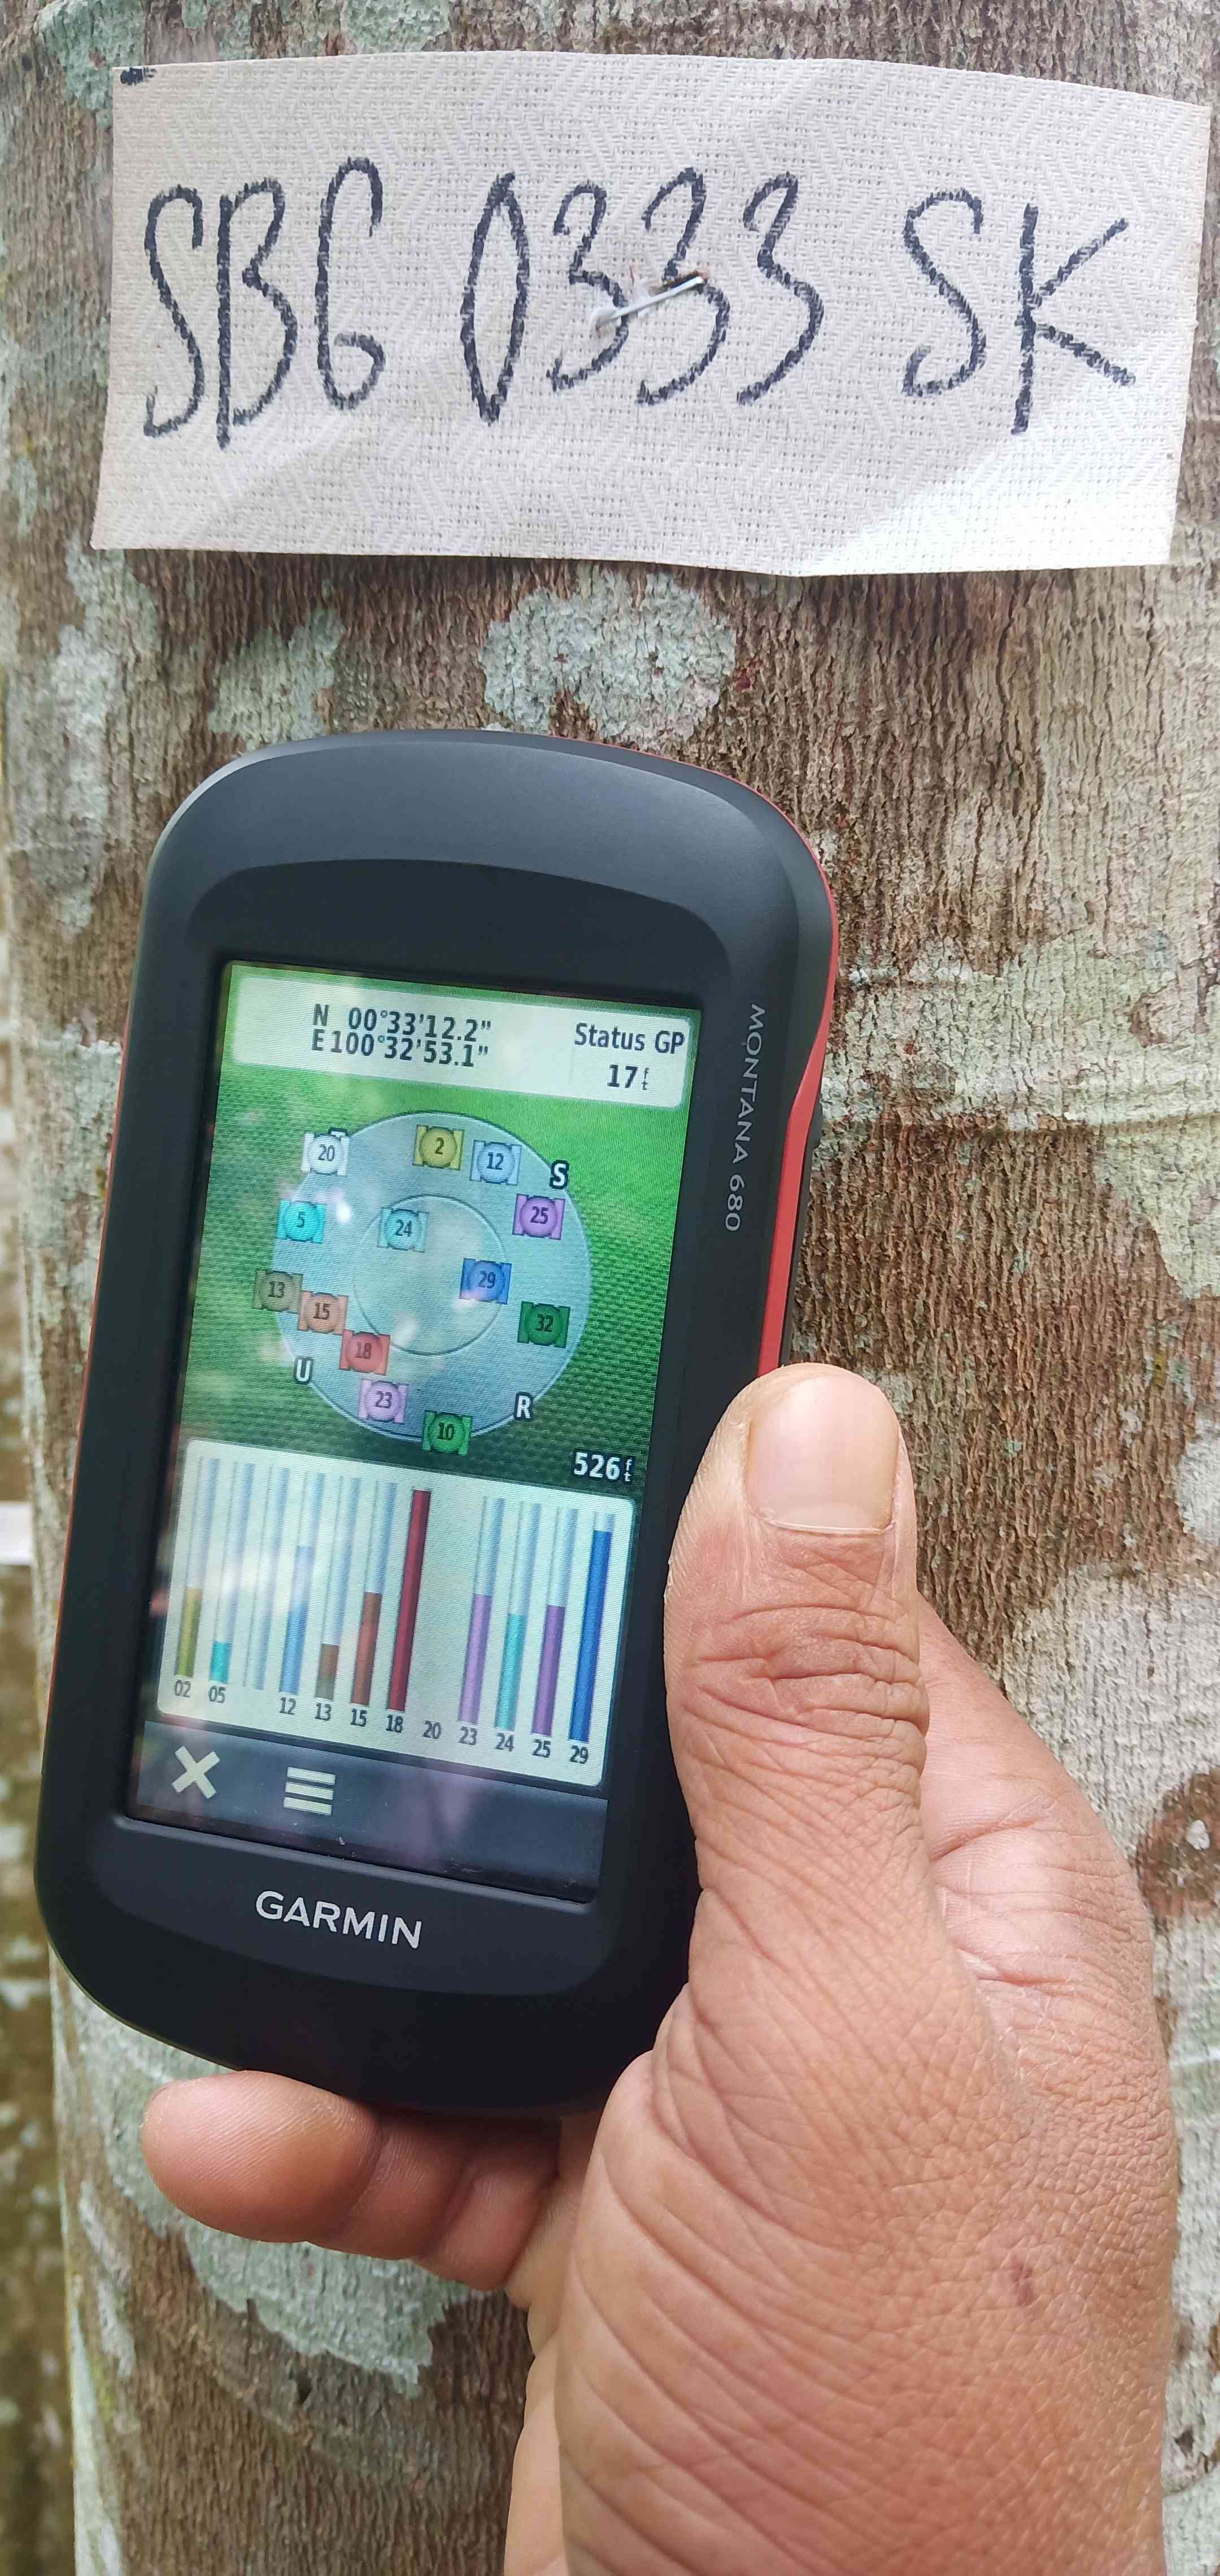 SBG 0333 SK
MONTANA 680
N 00°33'12.2"
E 100°32'53.1"
Status GP
17 ft
20
2
12
S
25
5
24
29
13
15
32
18
U
23
R
10
526 ft
02 05 12 13 15 18 20 23 24 25 29
GARMIN